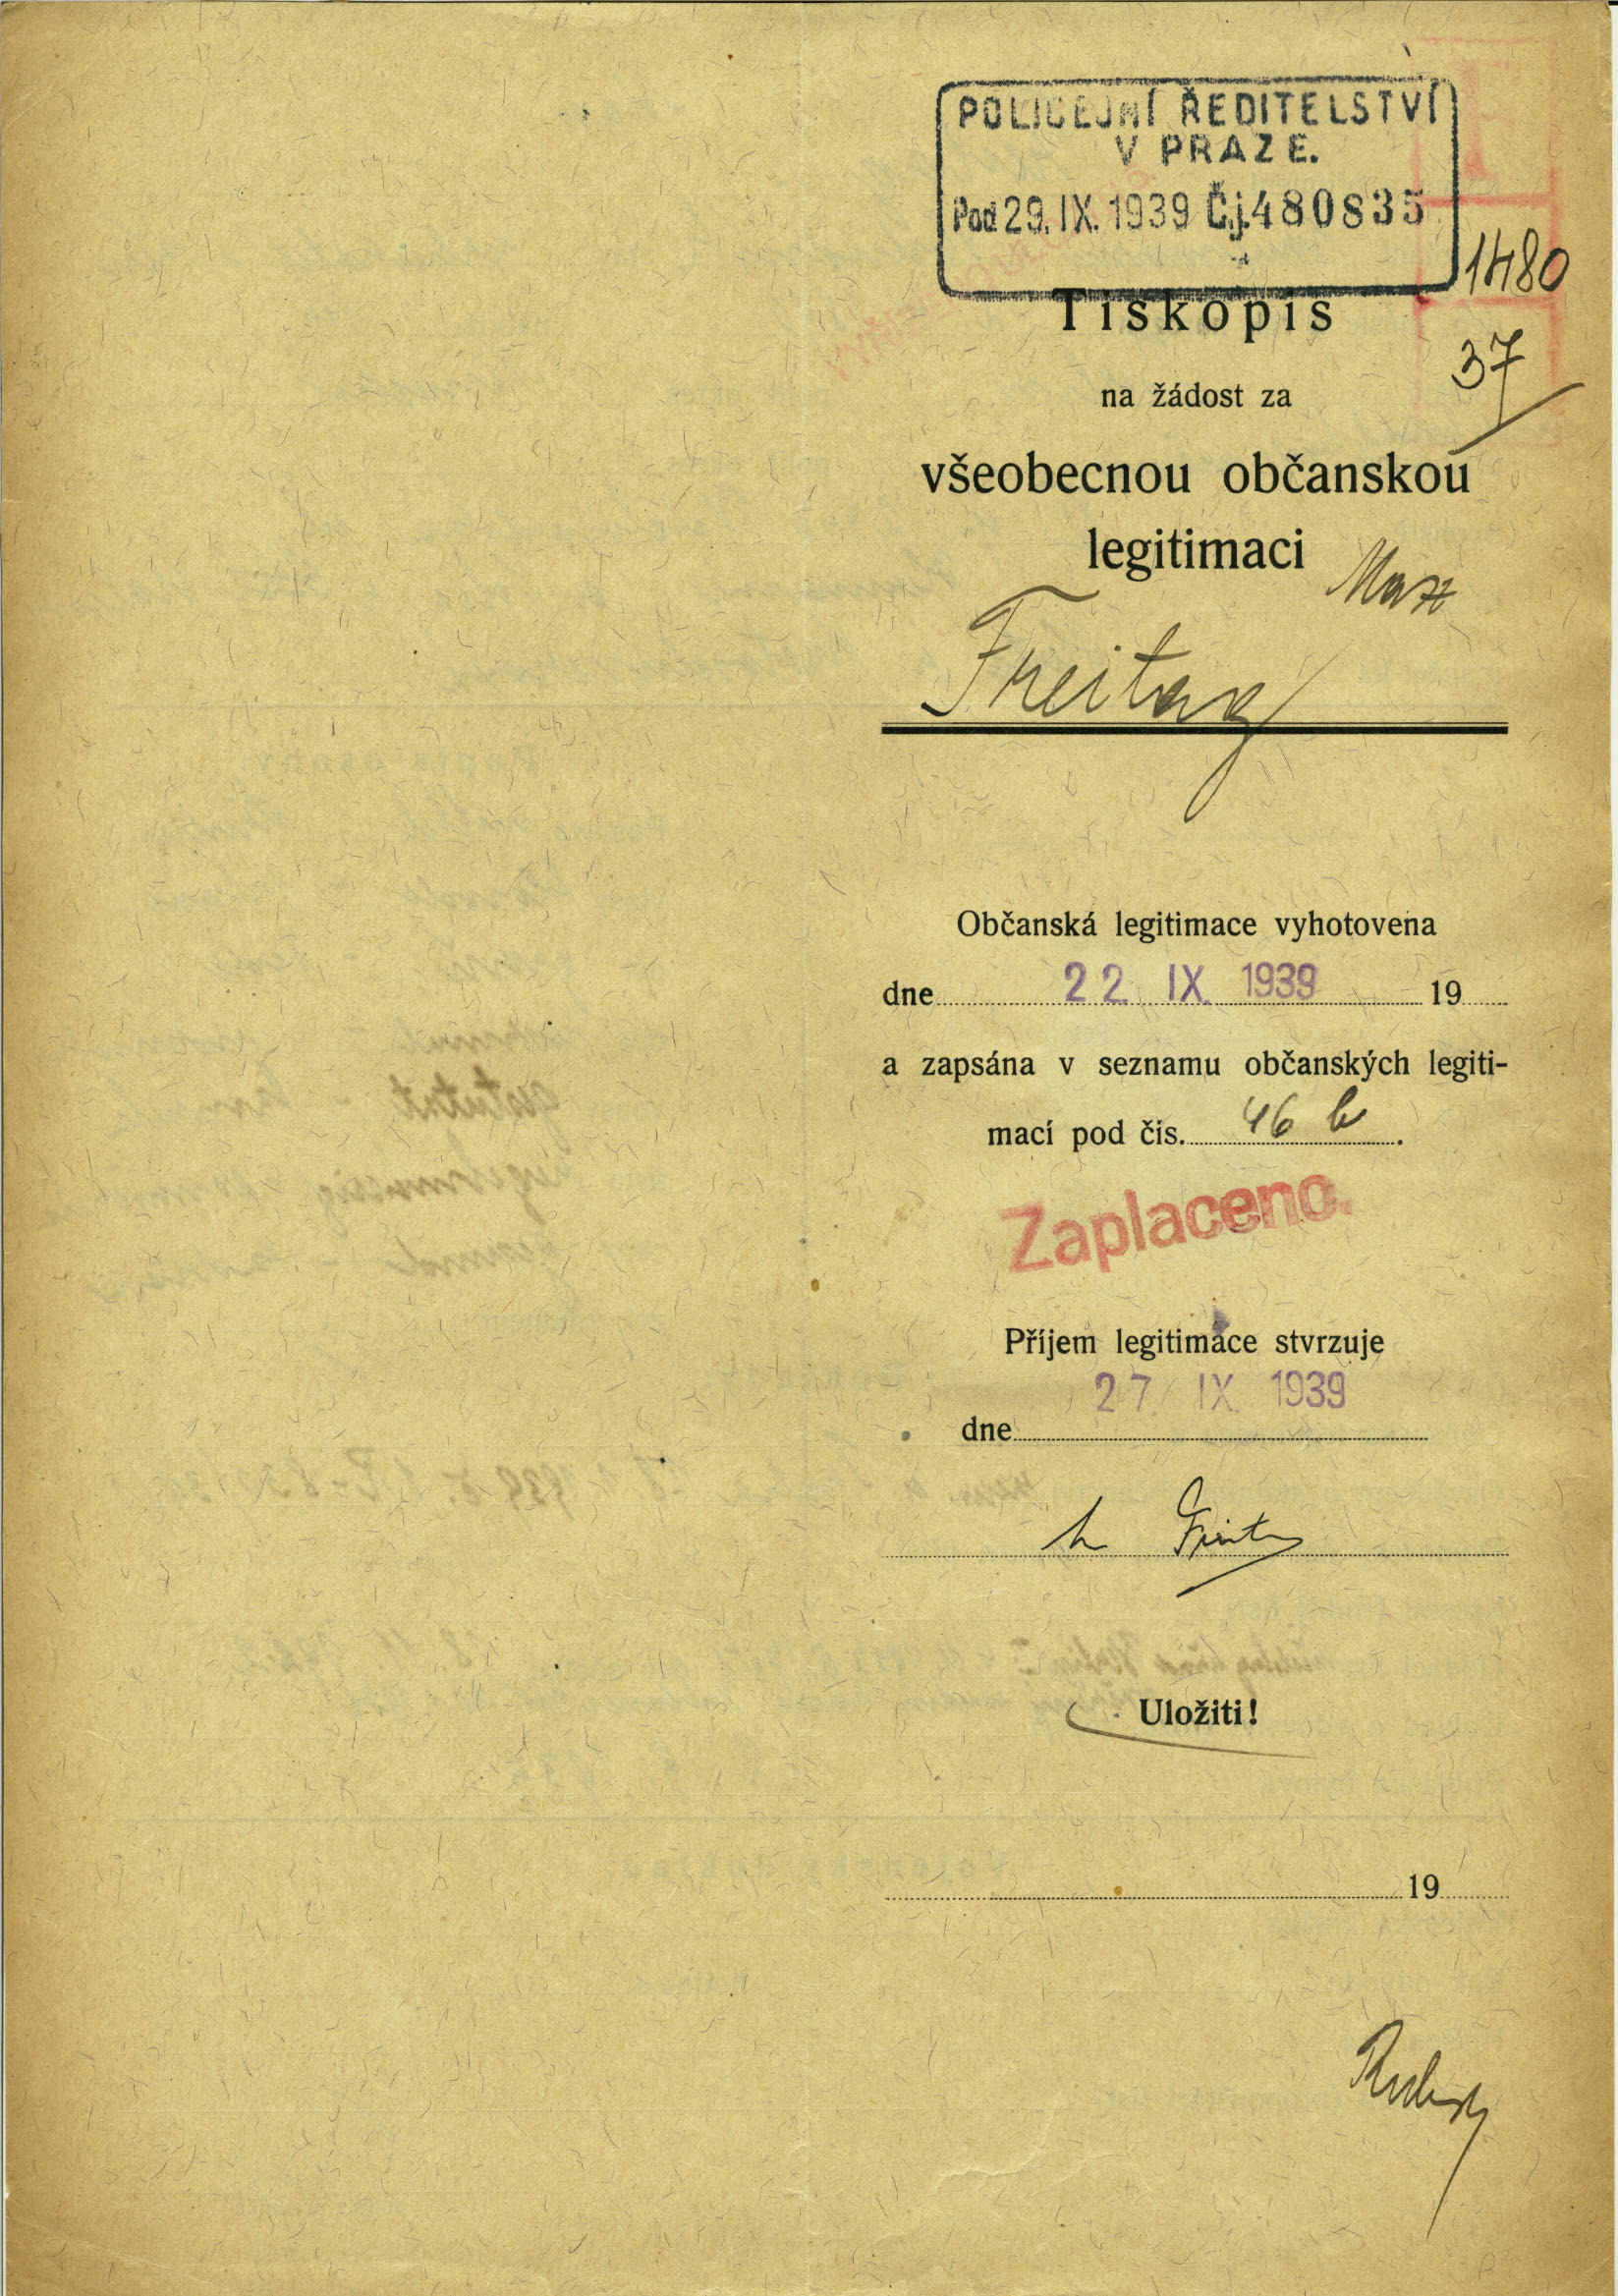 POLICEJNÍ ŘEDITELSTVÍ
V PRAZE.
Pod 29. IX. 1939 Č.j. 480835
1480
Tiskopis
37
na žádost za
všeobecnou občanskou
legitimaci
Max
Freitag
Občanská legitimace vyhotovena
dne 22. IX. 1939 19
a zapsána v seznamu občanských legiti-
mací pod čís. 46 b.
Zaplaceno.
Příjem legitimace stvrzuje
27. IX. 1939
dne
Uložiti!
19